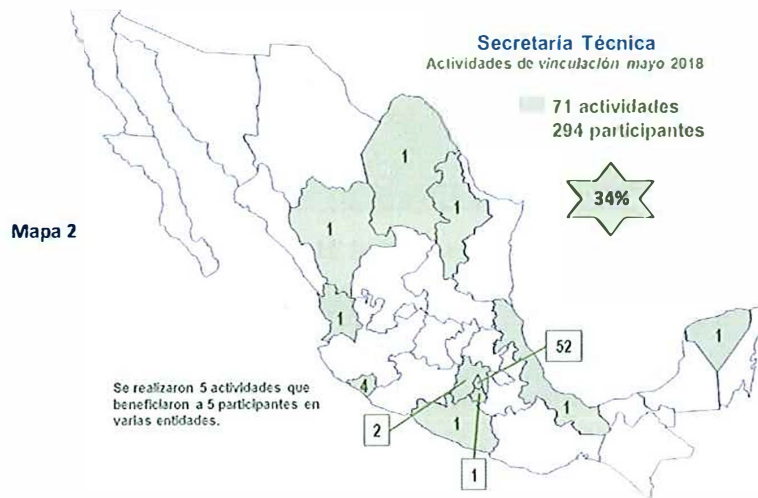 Secretaría Técnica
Actividades de vinculación mayo 2018
71 actividades
294 participantes
34%
Mapa 2
1
1
1
1
1
52
4
1
1
2
1
Se realizaron 5 actividades que
beneficiaron a 5 participantes en
varias entidades.